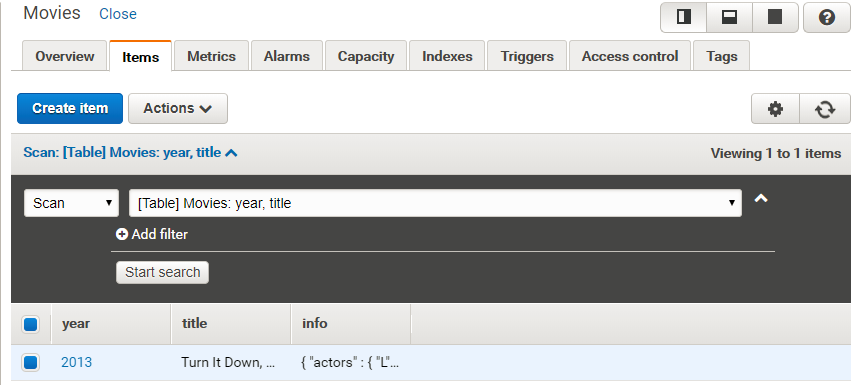 Movies Close
?
Overview Items Metrics Alarms Capacity Indexes Triggers Access control Tags
Create item Actions
Scan: [Table] Movies: year, title Viewing 1 to 1 items
Scan [Table] Movies: year, title
Add filter
Start search
year title info
2013 Turn It Down, ... { "actors" : { "L"...